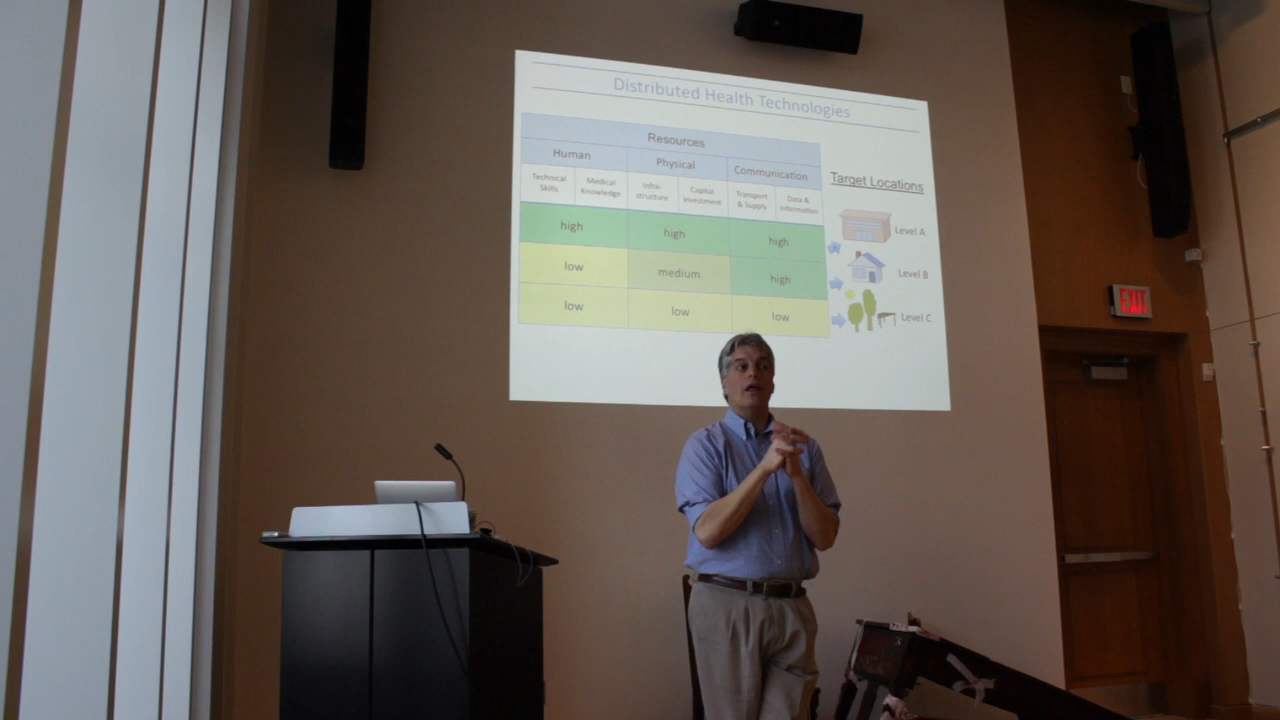 Distributed Health Technologies
Resources
Human Physical Communication
Technical Skills Medical Knowledge Infra-structure Capital Investment Transport & Supply Data & information
high high high
low medium high
low low low
Target Locations
Level A
Level B
Level C
EXIT